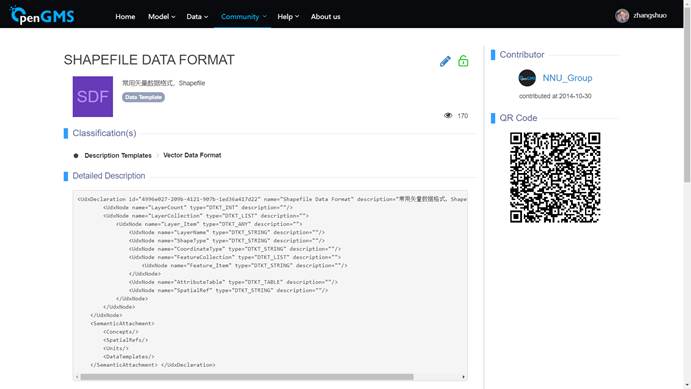 OpenGMS
Home Model Data Community Help About us zhangshuo
SHAPEFILE DATA FORMAT
SDF
常用矢量数据格式，Shapefile
Data Template
170
Classification(s)
Description Templates Vector Data Format
Detailed Description
<UdxDeclaration id="4996e027-209b-4121-907b-1ed36a417d22" name="Shapefile Data Format" description="常用矢量数据格式，Shape
<UdxNode name="LayerCount" type="DTKT_INT" description=""/>
<UdxNode name="LayerCollection" type="DTKT_LIST" description="">
<UdxNode name="Layer_Item" type="DTKT_ANY" description="">
<UdxNode name="LayerName" type="DTKT_STRING" description=""/>
<UdxNode name="ShapeType" type="DTKT_STRING" description=""/>
<UdxNode name="CoordinateType" type="DTKT_STRING" description=""/>
<UdxNode name="FeatureCollection" type="DTKT_LIST" description="">
<UdxNode name="Feature_Item" type="DTKT_ANY" description=""/>
</UdxNode>
<UdxNode name="AttributeTable" type="DTKT_TABLE" description=""/>
<UdxNode name="SpatialRef" type="DTKT_STRING" description=""/>
</UdxNode>
</UdxNode>
</UdxNode>
<SemanticAttachment>
<Concepts/>
<SpatialRefs/>
<Units/>
<DataTemplates/>
</SemanticAttachment> </UdxDeclaration>
Contributor
NNU_Group
contributed at 2014-10-30
QR Code